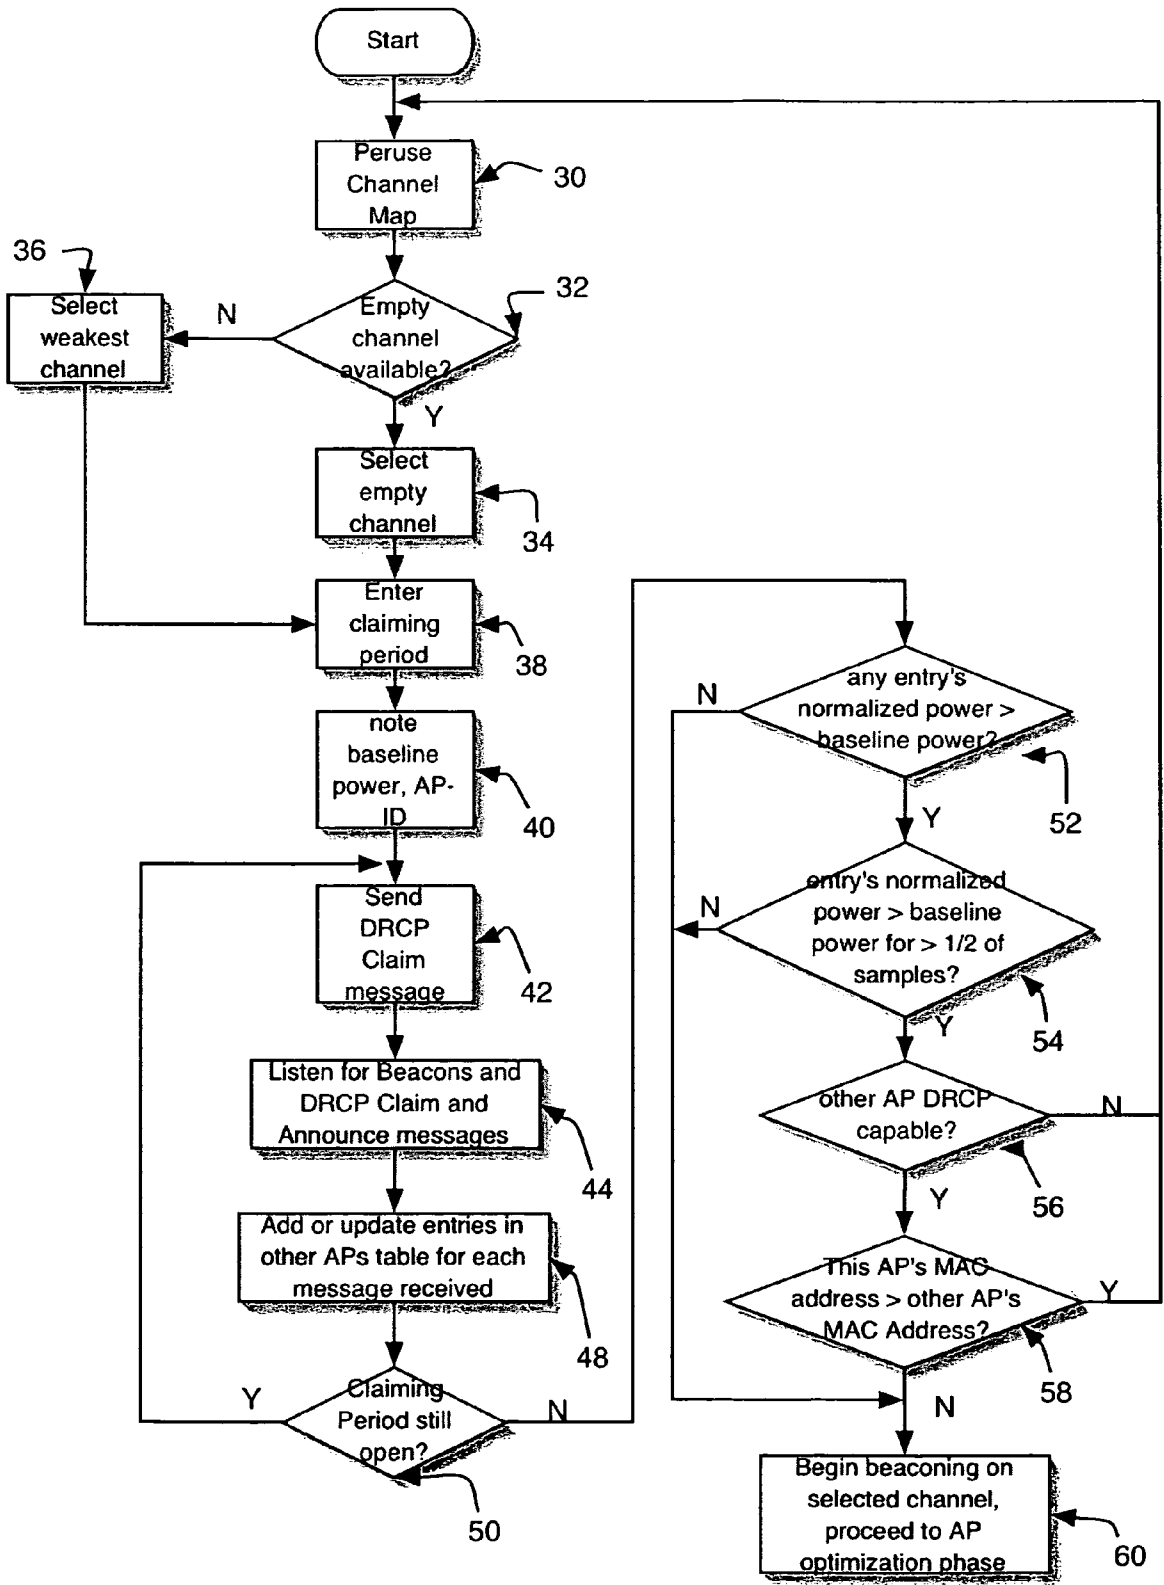 Start
Peruse
Channel
Map
30
36
Select
weakest
channel
N
Empty
channel
available?
32
Y
Select
empty
channel
34
Enter
claiming
period
38
note
baseline
power, AP-
ID
40
Send
DRCP
Claim
message
42
Listen for Beacons and
DRCP Claim and
Announce messages
44
Add or update entries in
other APs table for each
message received
48
Claiming
Period still
open?
Y
N
50
any entry's
normalized power >
baseline power?
N
52
Y
entry's normalized
power > baseline
power for > 1/2 of
samples?
N
54
Y
other AP DRCP
capable?
N
56
Y
This AP's MAC
address > other AP's
MAC Address?
Y
58
N
Begin beaconing on
selected channel,
proceed to AP
optimization phase
60